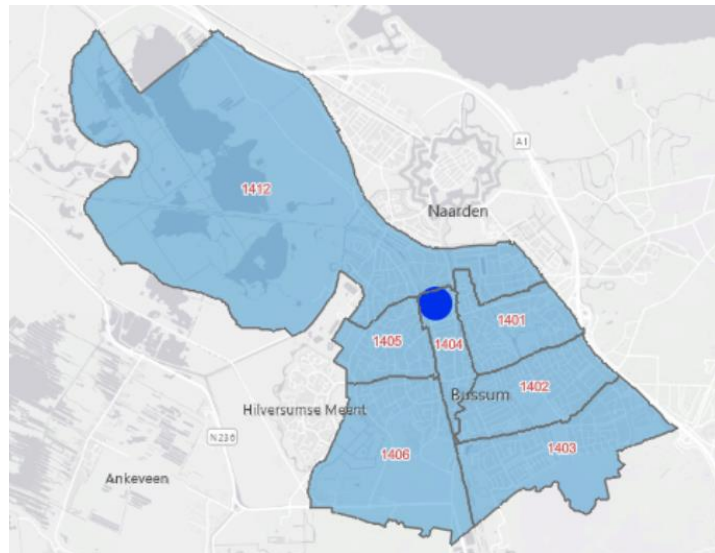 A1
1412
Naarden
1401
1405
1404
1402
Bussum
Hilversumse Meent
N236
1406
1403
Ankeveen